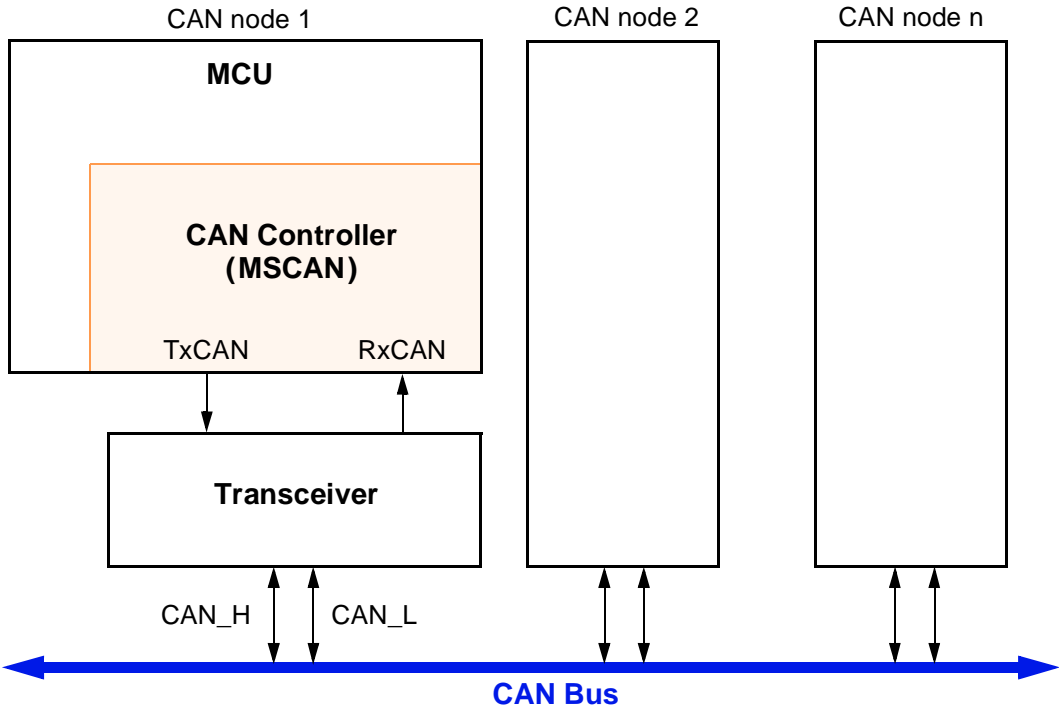 CAN node 1
CAN node 2
CAN node n
MCU
CAN Controller
(MSCAN)
TxCAN
RxCAN
Transceiver
CAN_H
CAN_L
CAN Bus